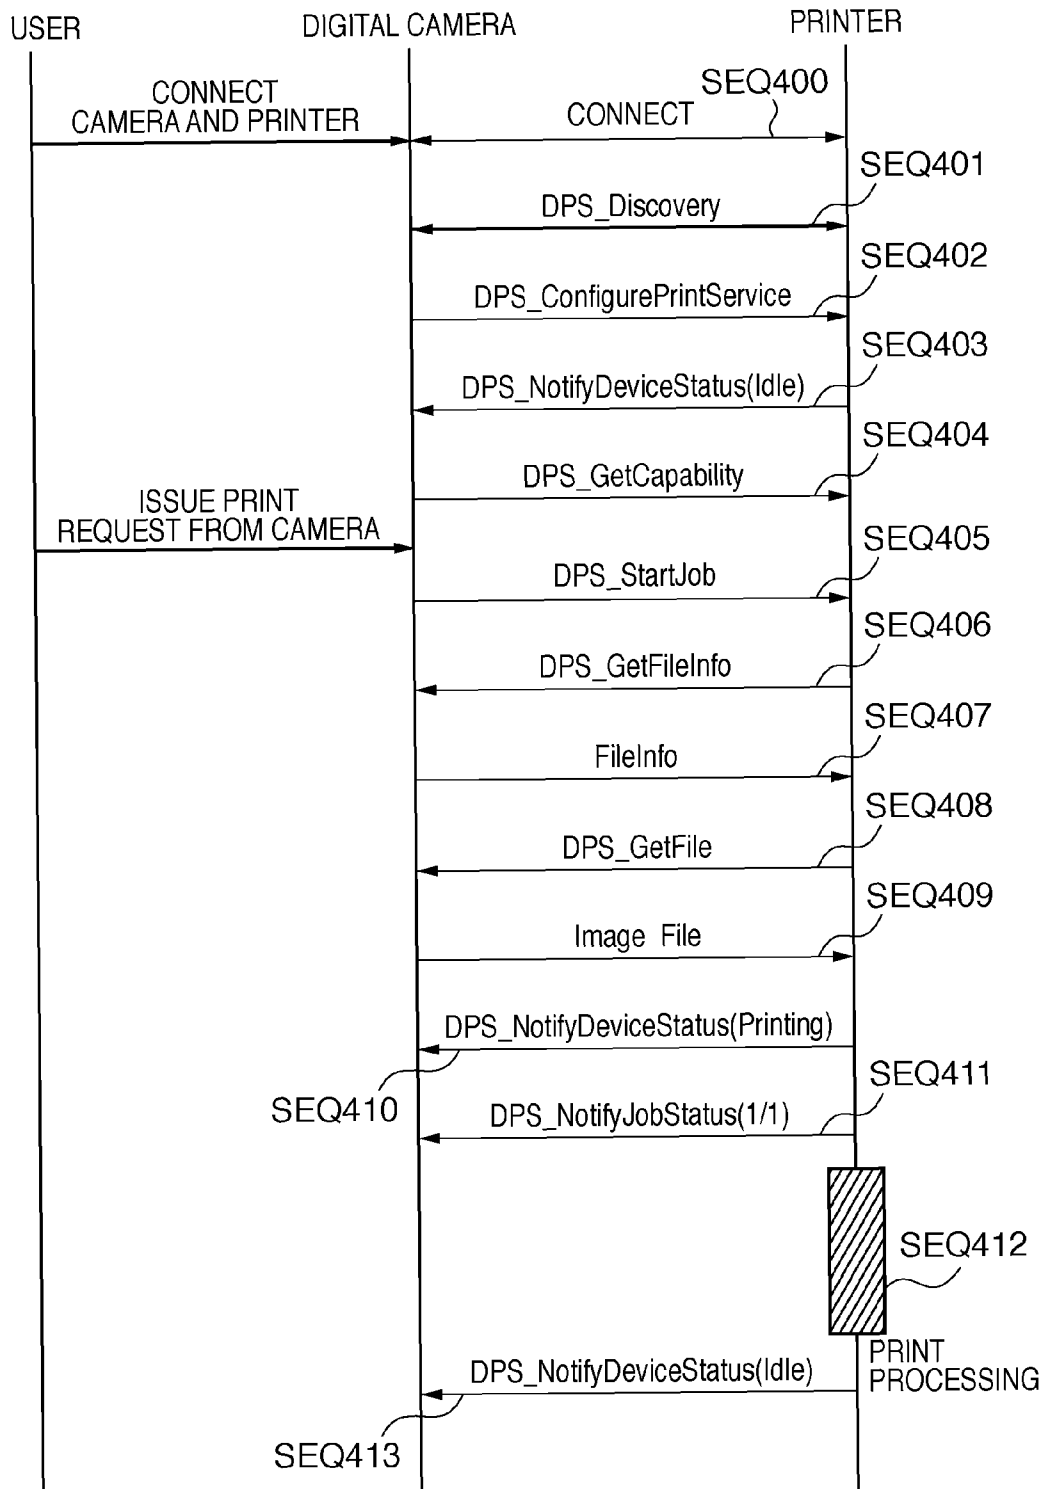 USER
DIGITAL CAMERA
PRINTER
CONNECT
CAMERA AND PRINTER
CONNECT
SEQ400
DPS_Discovery
SEQ401
DPS_ConfigurePrintService
SEQ402
DPS_NotifyDeviceStatus(Idle)
SEQ403
DPS_GetCapability
SEQ404
ISSUE PRINT
REQUEST FROM CAMERA
DPS_StartJob
SEQ405
DPS_GetFileInfo
SEQ406
FileInfo
SEQ407
DPS_GetFile
SEQ408
Image File
SEQ409
DPS_NotifyDeviceStatus(Printing)
SEQ410
DPS_NotifyJobStatus(1/1)
SEQ411
SEQ412
PRINT
PROCESSING
DPS_NotifyDeviceStatus(Idle)
SEQ413